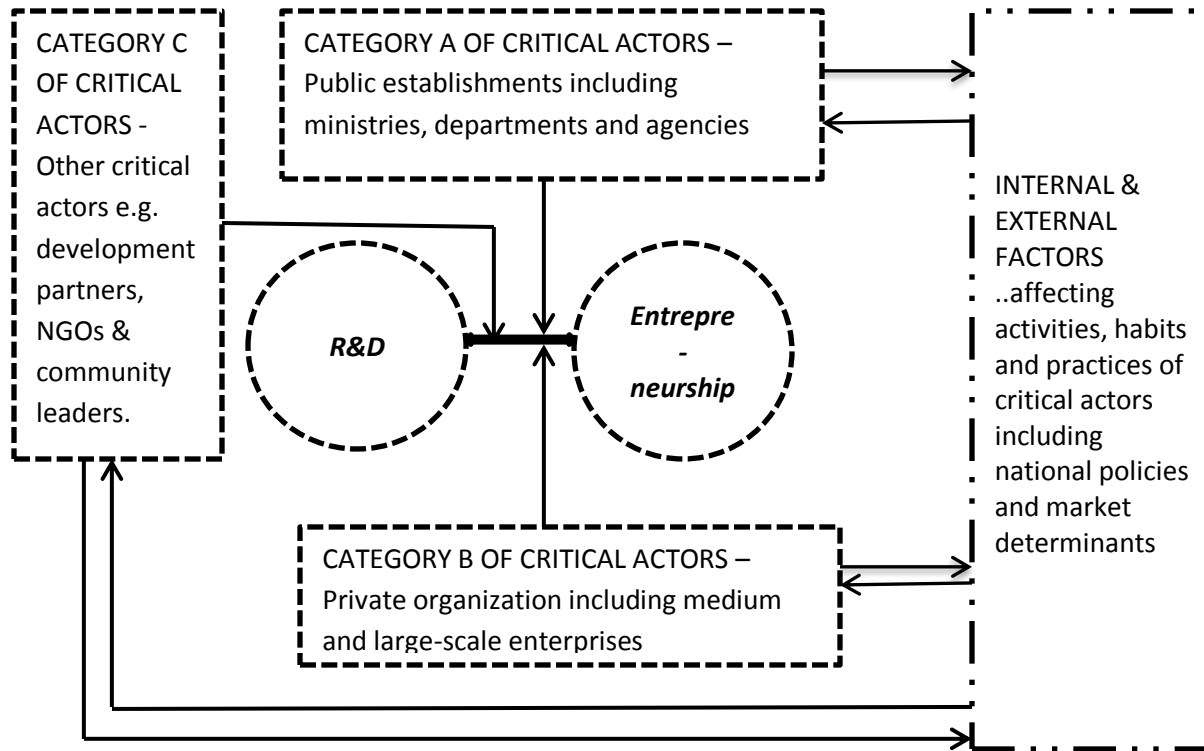 CATEGORY C
OF CRITICAL
ACTORS -
Other critical
actors e.g.
development
partners,
NGOs &
community
leaders.
CATEGORY A OF CRITICAL ACTORS –
Public establishments including
ministries, departments and agencies
INTERNAL &
EXTERNAL
FACTORS
..affecting
activities, habits
and practices of
critical actors
including
national policies
and market
determinants
R&D
Entrepre
-
neurship
CATEGORY B OF CRITICAL ACTORS –
Private organization including medium
and large-scale enterprises